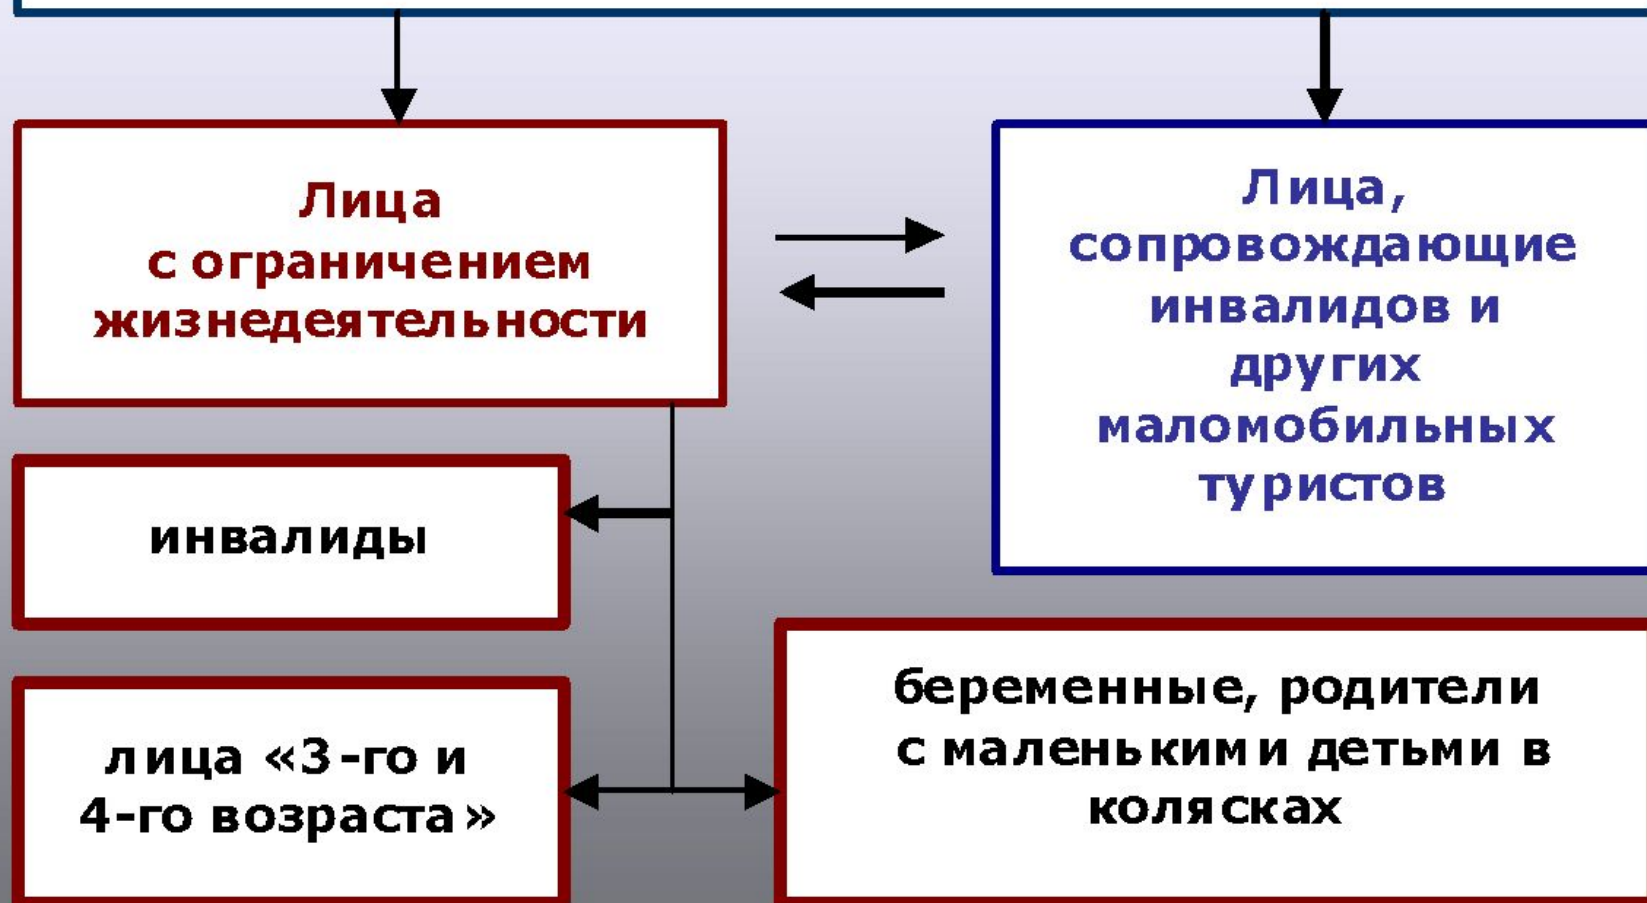 Лица
с ограничением
жизнедеятельности
Лица,
сопровождающие
инвалидов и
других
маломобильных
туристов
инвалиды
лица «3-го и
4-го возраста»
беременные, родители
с маленькими детьми в
колясках